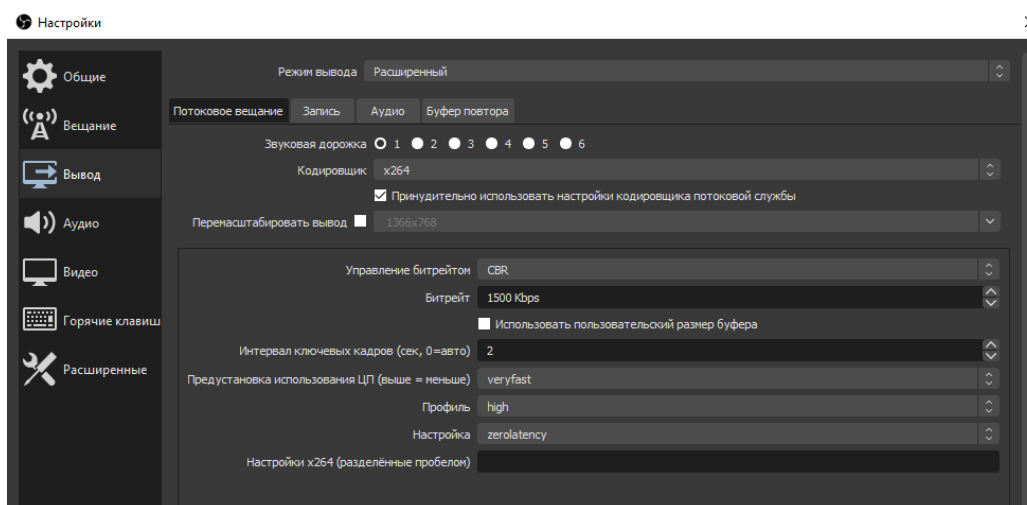 Настройки
Общие
Вещание
Вывод
Аудио
Видео
Горячие клавиш
Расширенные
Режим вывода Расширенный
Потоковое вещание Запись Аудио Буфер повтора
Звуковая дорожка 1 2 3 4 5 6
Кодировщик x264
Принудительно использовать настройки кодировщика потоковой службы
Перемасштабировать вывод 1366x768
Управление битрейтом CBR
Битрейт 1500 Kbps
Использовать пользовательский размер буфера
Интервал ключевых кадров (сек, 0=авто) 2
Предустановка использования ЦП (выше = меньше) veryfast
Профиль high
Настройка zerolatency
Настройки x264 (разделённые пробелом)